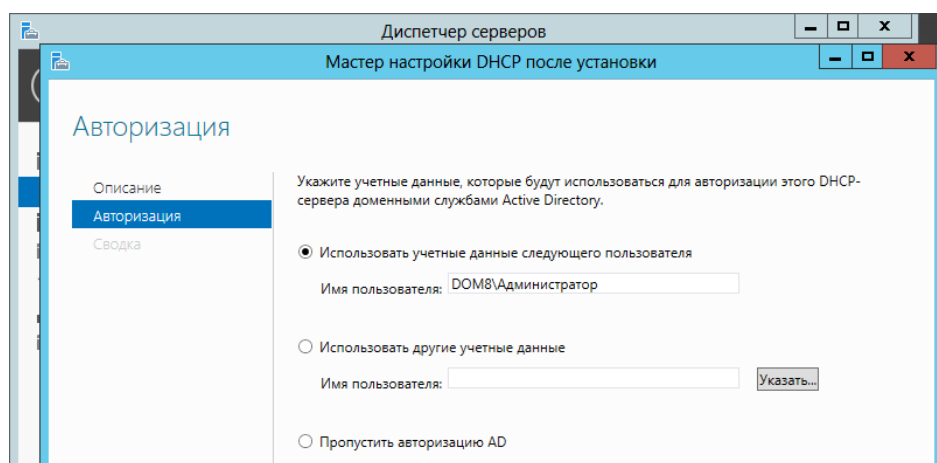 Диспетчер серверов
Мастер настройки DHCP после установки
Авторизация
Описание
Авторизация
Сводка
Укажите учетные данные, которые будут использоваться для авторизации этого DHCP-
сервера доменными службами Active Directory.
Использовать учетные данные следующего пользователя
Имя пользователя: DOM8\Администратор
Использовать другие учетные данные
Имя пользователя:
Указать...
Пропустить авторизацию AD